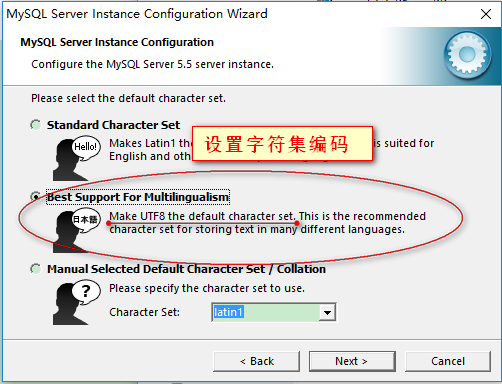 MySQL Server Instance Configuration Wizard
MySQL Server Instance Configuration
Configure the MySQL Server 5.5 server instance.
Please select the default character set.
Standard Character Set
Hello!
Makes Latin1 the
is suited for
English and oth
设置字符集编码
Best Support For Multilingualism
日本語
Make UTF8 the default character set. This is the recommended
character set for storing text in many different languages.
Manual Selected Default Character Set / Collation
?
Please specify the character set to use.
Character Set: latin1
< Back Next > Cancel